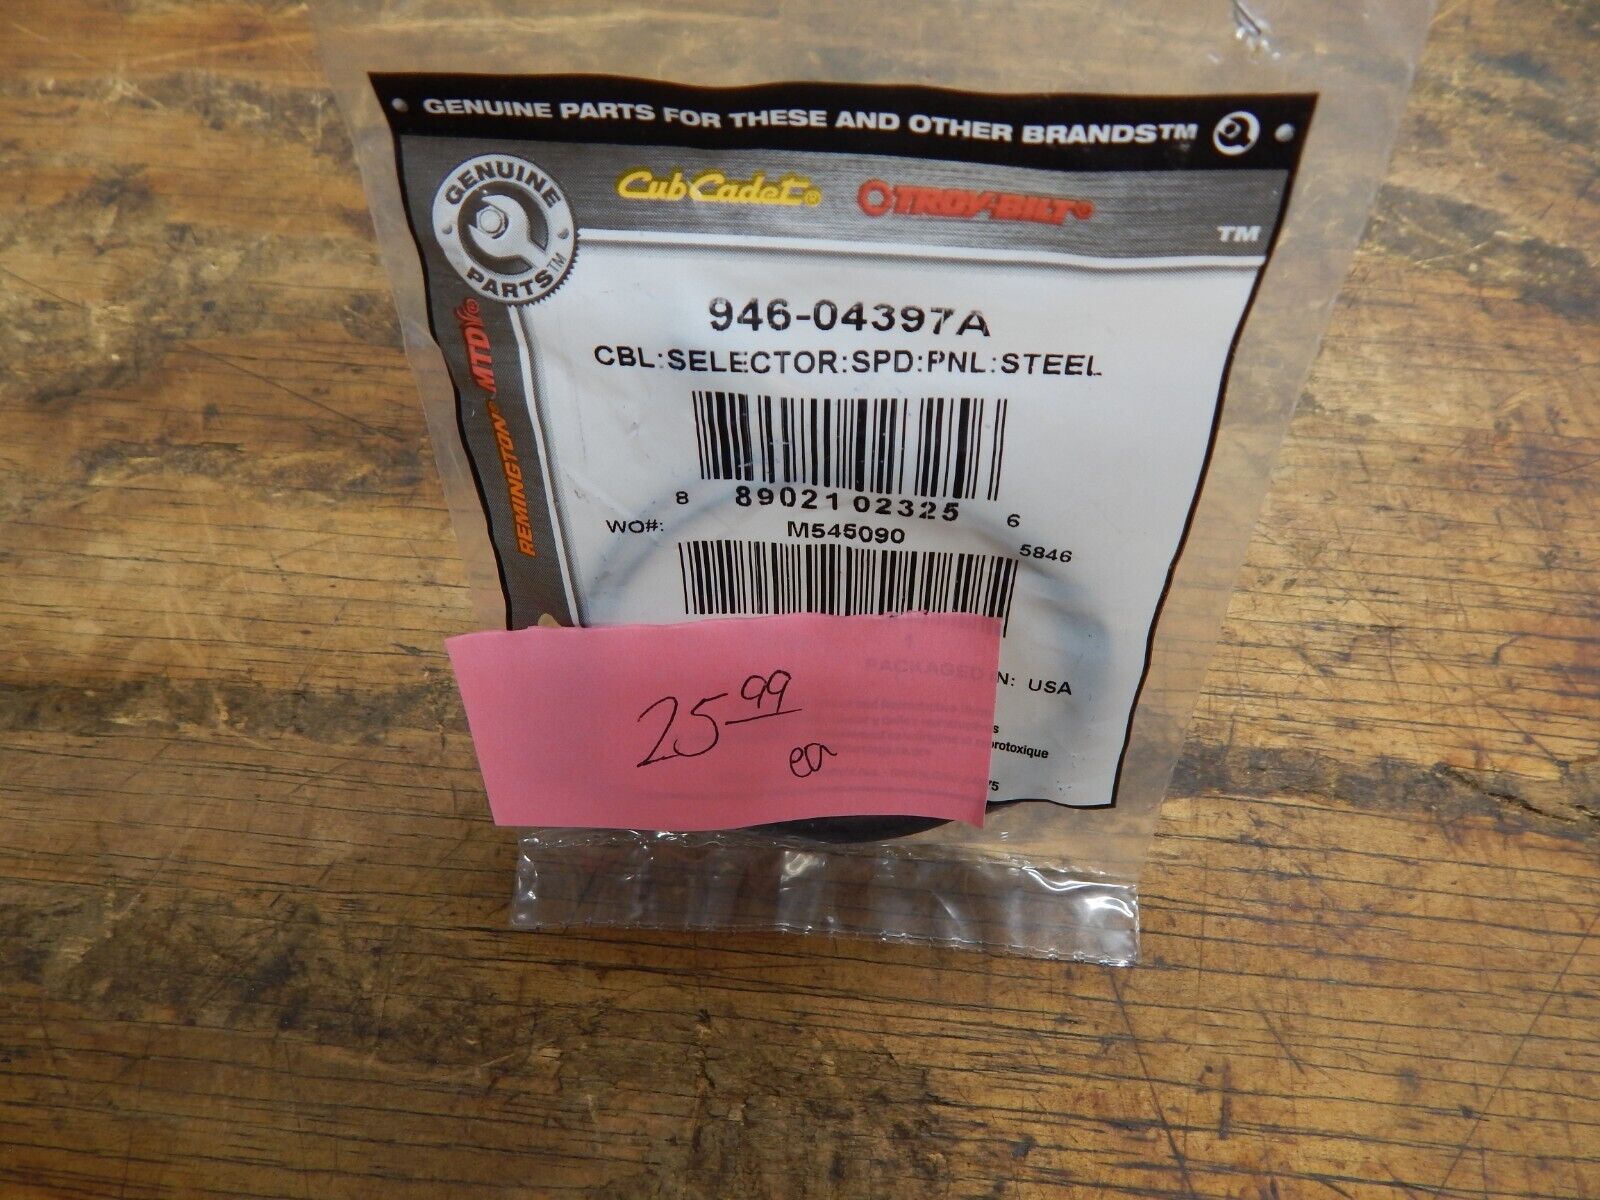 GENUINE PARTS FOR THESE AND OTHER BRANDS™
GENUINE PARTS™
Cub Cadet®
TROY-BILT®
™
REMINGTON® MTD®
946-04397A
CBL:SELECTOR:SPD:PNL:STEEL
8 89021 02325 6
WO#: M545090 5846
PACKAGED IN: USA
25 99
ea